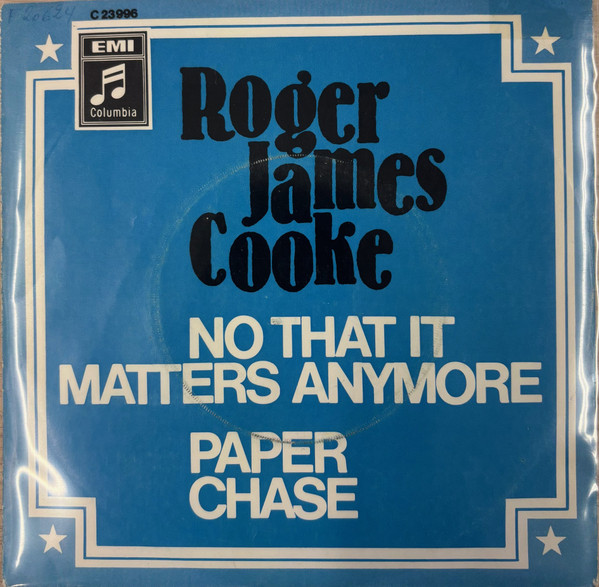 C 23996
EMI
Columbia
Roger
James
Cooke
NO THAT IT
MATTERS ANYMORE
PAPER
CHASE